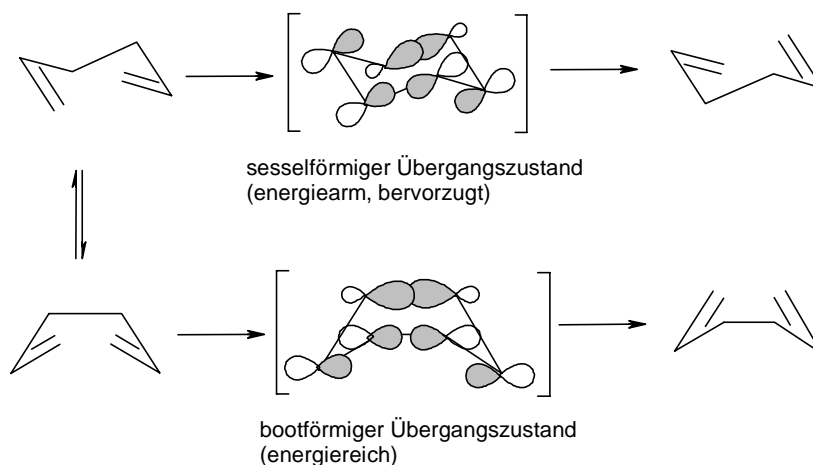 sesselförmiger Übergangszustand
(energiearm, bervorzugt)
bootförmiger Übergangszustand
(energiereich)